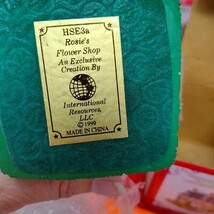 HSE3a
Rosie's
Flower Shop
An Exclusive
Creation By
International
Resources,
LLC
© 1999
MADE IN CHINA